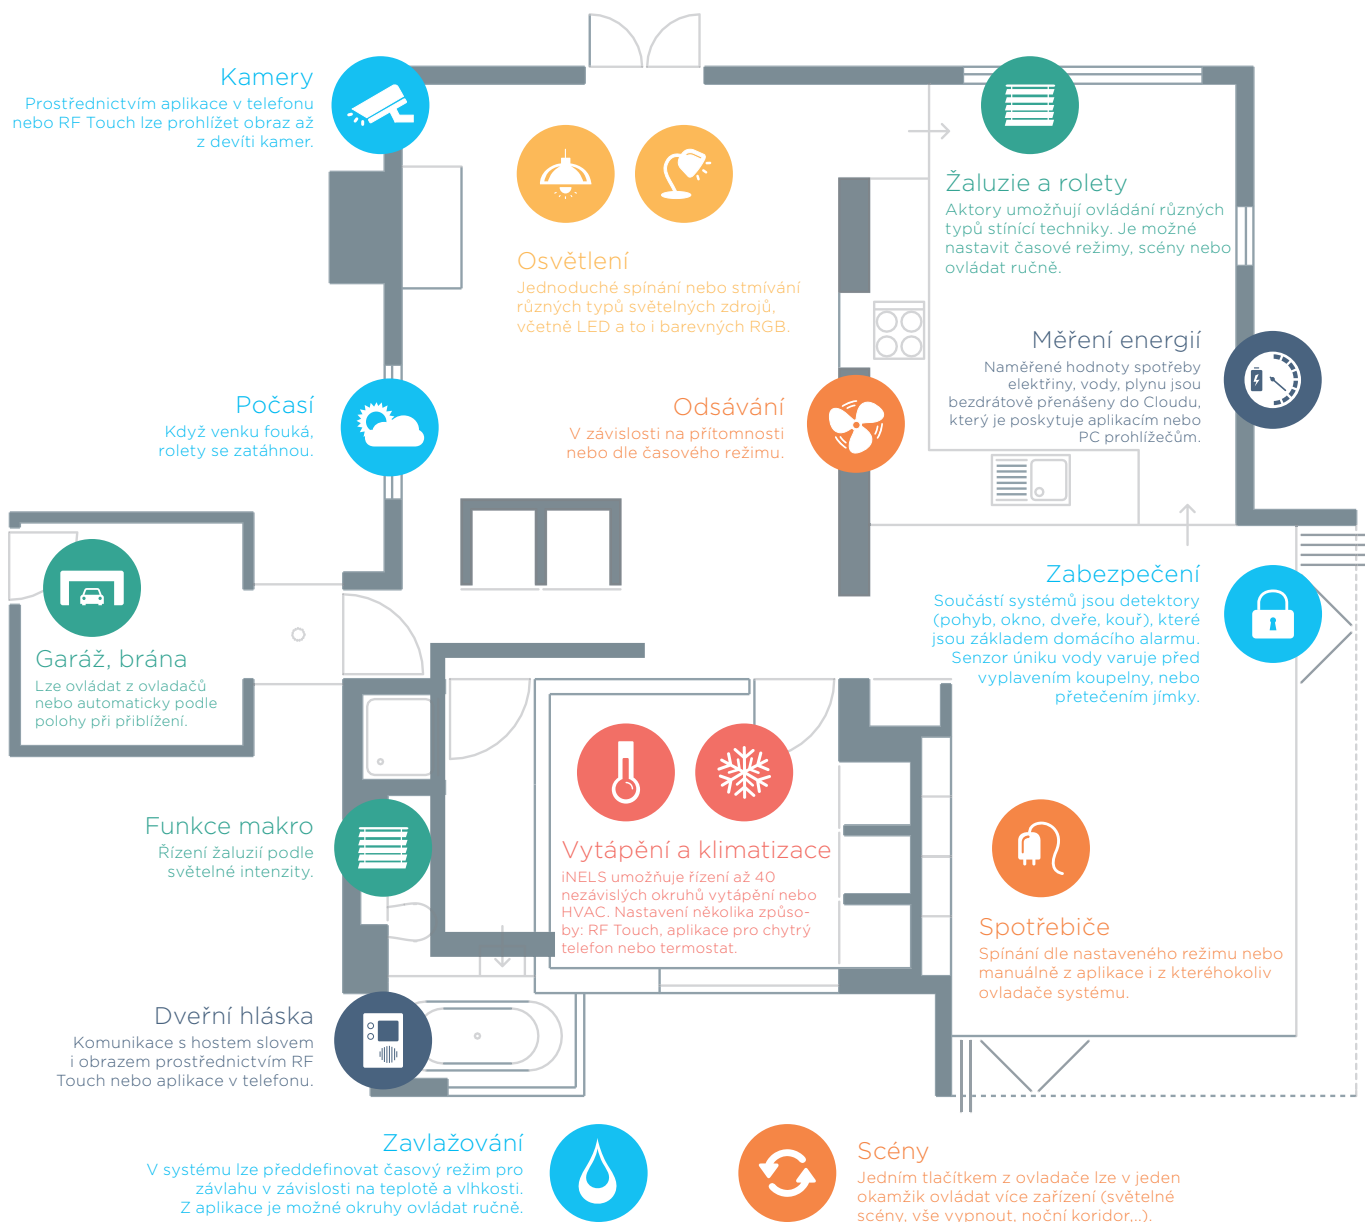 Kamery
Prostřednictvím aplikace v telefonu
nebo RF Touch lze prohlížet obraz až
z devíti kamer.
Osvětlení
Jednoduché spínání nebo stmívání
různých typů světelných zdrojů,
včetně LED a to i barevných RGB.
Žaluzie a rolety
Aktory umožňují ovládání různých
typů stínící techniky. Je možné
nastavit časové režimy, scény nebo
ovládat ručně.
Měření energií
Naměřené hodnoty spotřeby
elektřiny, vody, plynu jsou
bezdrátově přenášeny do Cloudu,
který je poskytuje aplikacím nebo
PC prohlížečům.
Počasí
Když venku fouká,
rolety se zatáhnou.
Odsávání
V závislosti na přítomnosti
nebo dle časového režimu.
Zabezpečení
Součástí systémů jsou detektory
(pohyb, okno, dveře, kouř), které
jsou základem domácího alarmu.
Senzor úniku vody varuje před
vyplavením koupelny, nebo
přetečením jímky.
Garáž, brána
Lze ovládat z ovladačů
nebo automaticky podle
polohy při přiblížení.
Funkce makro
Řízení žaluzií podle
světelné intenzity.
Vytápění a klimatizace
iNELS umožňuje řízení až 40
nezávislých okruhů vytápění nebo
HVAC. Nastavení několika způso-
by: RF Touch, aplikace pro chytrý
telefon nebo termostat.
Spotřebiče
Spínání dle nastaveného režimu nebo
manuálně z aplikace i z kteréhokoliv
ovladače systému.
Dveřní hláska
Komunikace s hostem slovem
i obrazem prostřednictvím RF
Touch nebo aplikace v telefonu.
Zavlažování
V systému lze předdefinovat časový režim pro
závlahu v závislosti na teplotě a vlhkosti.
Z aplikace je možné okruhy ovládat ručně.
Scény
Jedním tlačítkem z ovladače lze v jeden
okamžik ovládat více zařízení (světelné
scény, vše vypnout, noční koridor...).